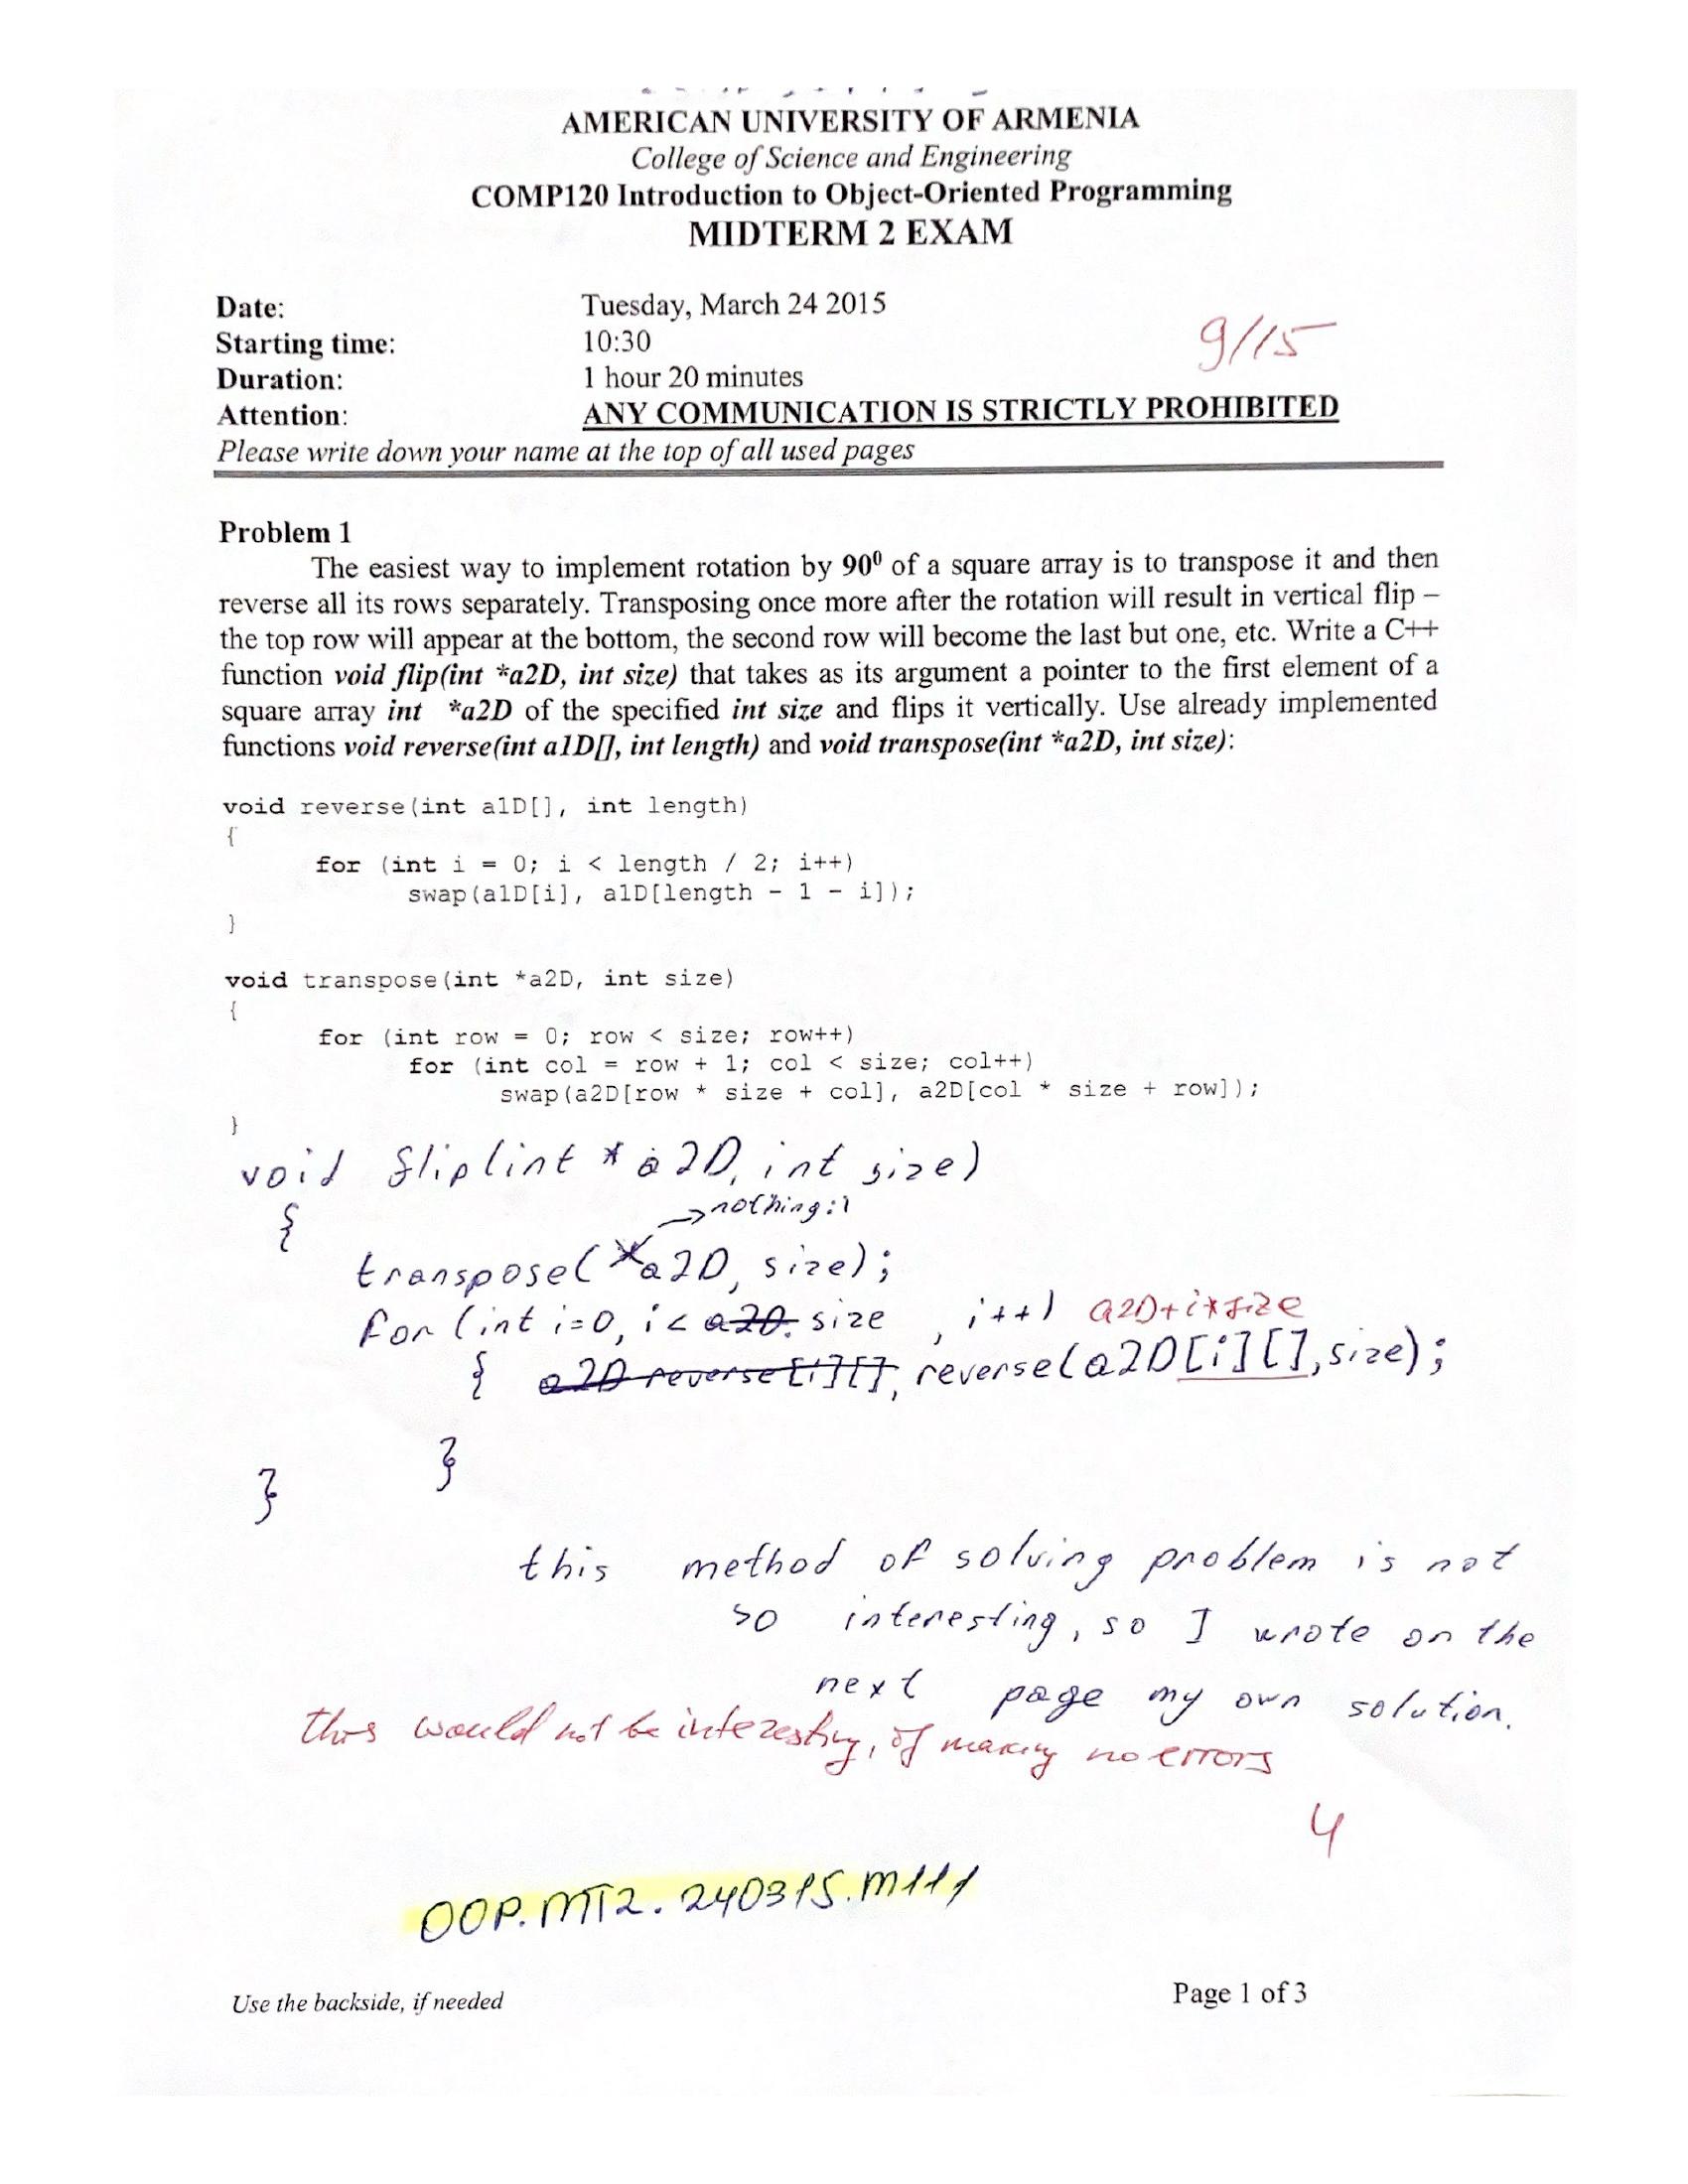 AMERICAN UNIVERSITY OF ARMENIA
College of Science and Engineering
COMP120 Introduction to Object-Oriented Programming
MIDTERM 2 EXAM
Date: Tuesday, March 24 2015
Starting time: 10:30
9/15
Duration: 1 hour 20 minutes
Attention: ANY COMMUNICATION IS STRICTLY PROHIBITED
Please write down your name at the top of all used pages
Problem 1
The easiest way to implement rotation by 90⁰ of a square array is to transpose it and then
reverse all its rows separately. Transposing once more after the rotation will result in vertical flip –
the top row will appear at the bottom, the second row will become the last but one, etc. Write a C++
function void flip(int *a2D, int size) that takes as its argument a pointer to the first element of a
square array int *a2D of the specified int size and flips it vertically. Use already implemented
functions void reverse(int a1D[], int length) and void transpose(int *a2D, int size):
void reverse(int a1D[], int length)
{
for (int i = 0; i < length / 2; i++)
swap(a1D[i], a1D[length - 1 - i]);
}
void transpose(int *a2D, int size)
{
for (int row = 0; row < size; row++)
for (int col = row + 1; col < size; col++)
swap(a2D[row * size + col], a2D[col * size + row]);
}
void flip(int * a2D, int size)
{
→ nothing :)
transpose(*a2D, size);
for (int i=0, i< a2D. size , i++) a2D+i*size
{ a2D reverse[i][], reverse(a2D[i][], size);
}
}
this method of solving problem is not
so interesting, so I wrote on the
next page my own solution.
this would not be interesting, if making no errors
4
OOP.MT2.240315.M111
Use the backside, if needed
Page 1 of 3